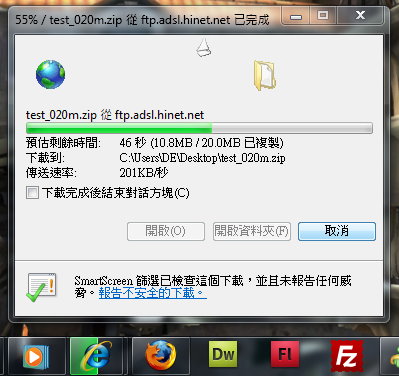 55% / test_020m.zip 從 ftp.adsl.hinet.net 已完成
test_020m.zip 從 ftp.adsl.hinet.net
預估剩餘時間: 46 秒 (10.8MB / 20.0MB 已複製)
下載到: C:\Users\DE\Desktop\test_020m.zip
傳送速率: 201KB/秒
下載完成後結束對話方塊(C)
開啟(O) 開啟資料夾(F) 取消
SmartScreen 篩選已檢查這個下載，並且未報告任何威
脅。報告不安全的下載。
Dw Fl Fz